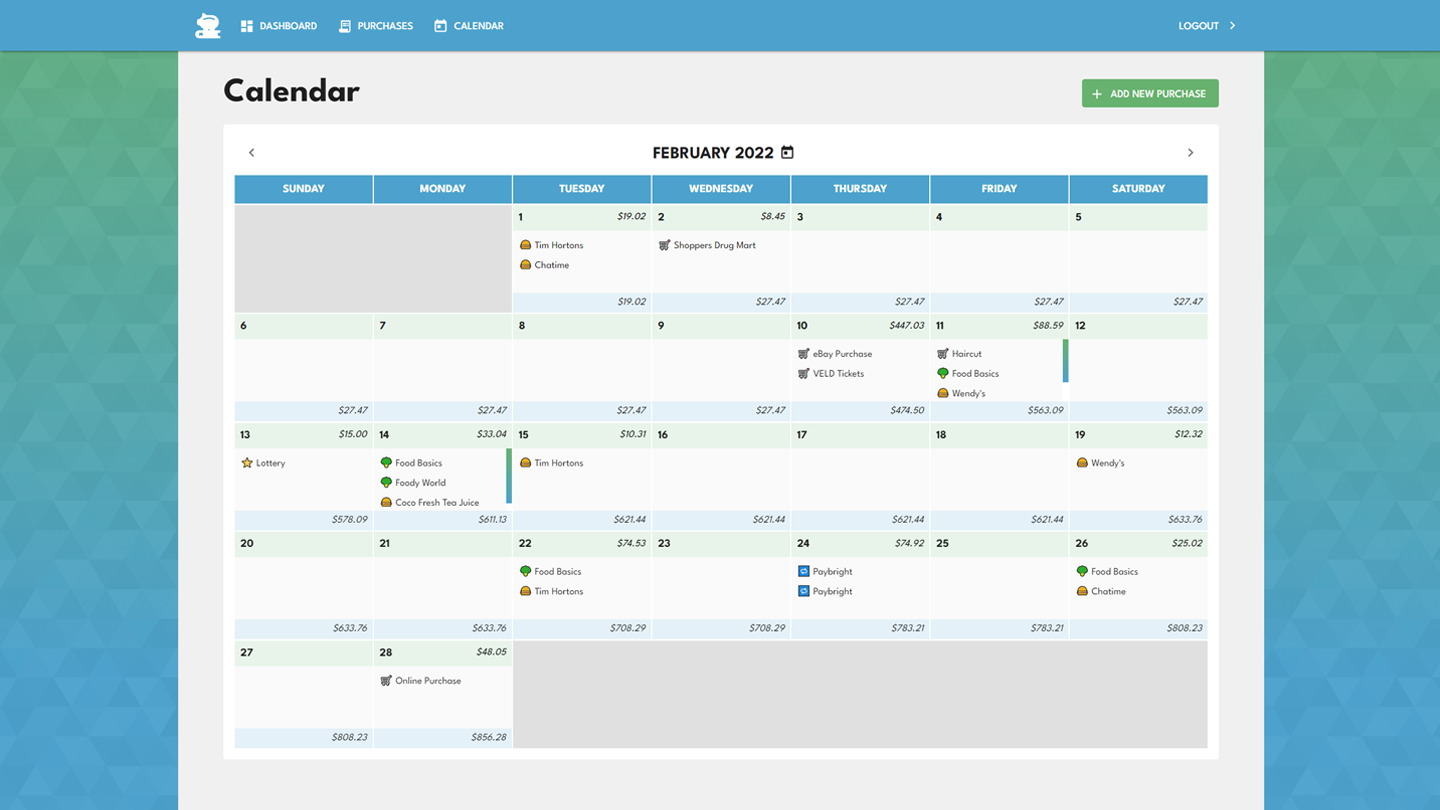 DASHBOARD PURCHASES CALENDAR LOGOUT
Calendar
ADD NEW PURCHASE
FEBRUARY 2022
SUNDAY MONDAY TUESDAY WEDNESDAY THURSDAY FRIDAY SATURDAY
1 $19.02 2 $8.45 3 4 5
Tim Hortons Shoppers Drug Mart
Chatime
$19.02 $27.47 $27.47 $27.47 $27.47
6 7 8 9 10 $447.03 11 $88.59 12
eBay Purchase Haircut
VELD Tickets Food Basics
Wendy's
$27.47 $27.47 $27.47 $27.47 $474.50 $563.09 $563.09
13 $15.00 14 $33.04 15 $10.31 16 17 18 19 $12.32
Lottery Food Basics Tim Hortons Wendy's
Foody World
Coco Fresh Tea Juice
$578.09 $611.13 $621.44 $621.44 $621.44 $621.44 $633.76
20 21 22 $74.53 23 24 $74.92 25 26 $25.02
Food Basics Paybright Food Basics
Tim Hortons Paybright Chatime
$633.76 $633.76 $708.29 $708.29 $783.21 $783.21 $808.23
27 28 $48.05
Online Purchase
$808.23 $856.28